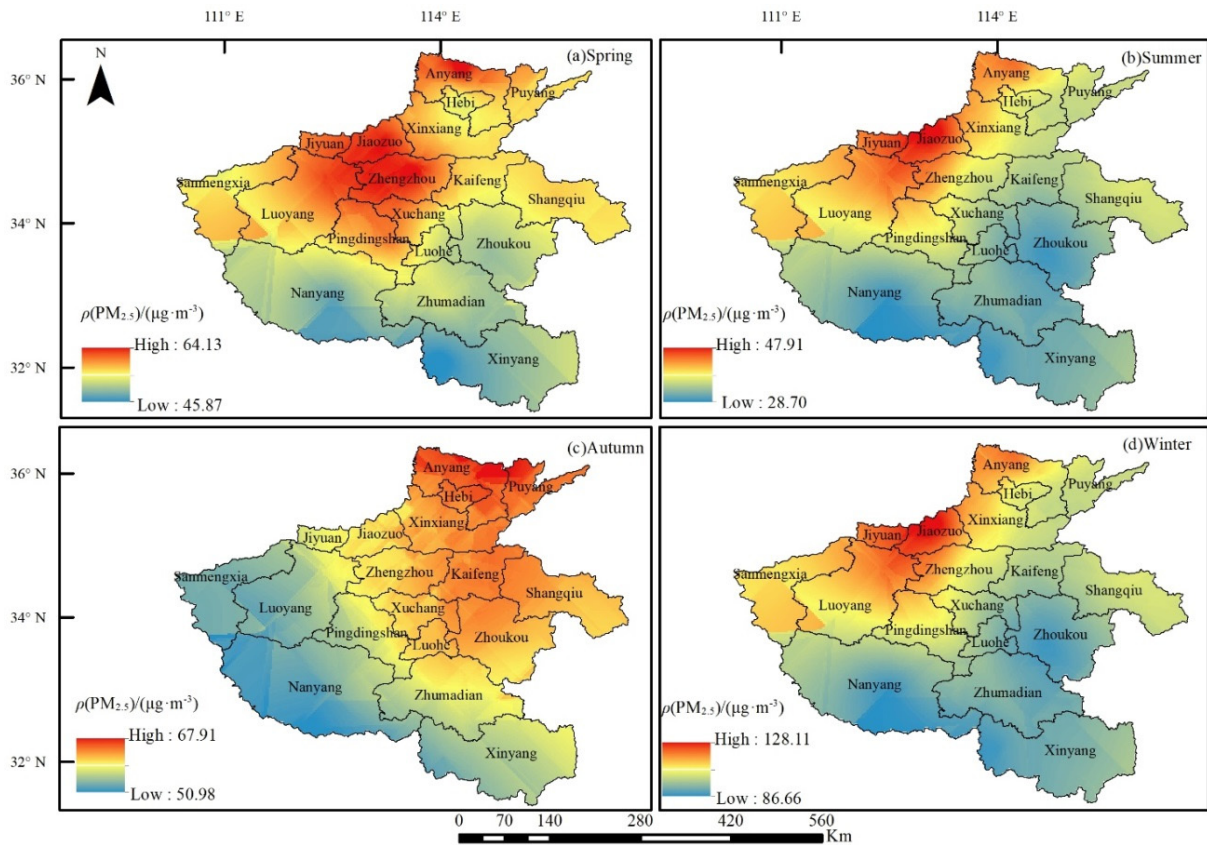 111° E 114° E 111° E 114° E
N
36° N
34° N
32° N
(a)Spring
Anyang
Puyang
Hebi
Xinxiang
Jiyuan
Jiaozuo
Sanmengxia
Zhengzhou
Kaifeng
Shangqiu
Luoyang
Xuchang
Pingdingshan
Luohe
Zhoukou
Nanyang
Zhumadian
Xinyang
ρ(PM2.5)/(μg·m⁻³)
High : 64.13
Low : 45.87
(b)Summer
Anyang
Puyang
Hebi
Xinxiang
Jiyuan
Jiaozuo
Sanmengxia
Zhengzhou
Kaifeng
Shangqiu
Luoyang
Xuchang
Pingdingshan
Luohe
Zhoukou
Nanyang
Zhumadian
Xinyang
ρ(PM2.5)/(μg·m⁻³)
High : 47.91
Low : 28.70
36° N
34° N
32° N
(c)Autumn
Anyang
Puyang
Hebi
Xinxiang
Jiyuan
Jiaozuo
Sanmengxia
Zhengzhou
Kaifeng
Shangqiu
Luoyang
Xuchang
Pingdingshan
Luohe
Zhoukou
Nanyang
Zhumadian
Xinyang
ρ(PM2.5)/(μg·m⁻³)
High : 67.91
Low : 50.98
(d)Winter
Anyang
Puyang
Hebi
Xinxiang
Jiyuan
Jiaozuo
Sanmengxia
Zhengzhou
Kaifeng
Shangqiu
Luoyang
Xuchang
Pingdingshan
Luohe
Zhoukou
Nanyang
Zhumadian
Xinyang
ρ(PM2.5)/(μg·m⁻³)
High : 128.11
Low : 86.66
0 70 140 280 420 560
Km